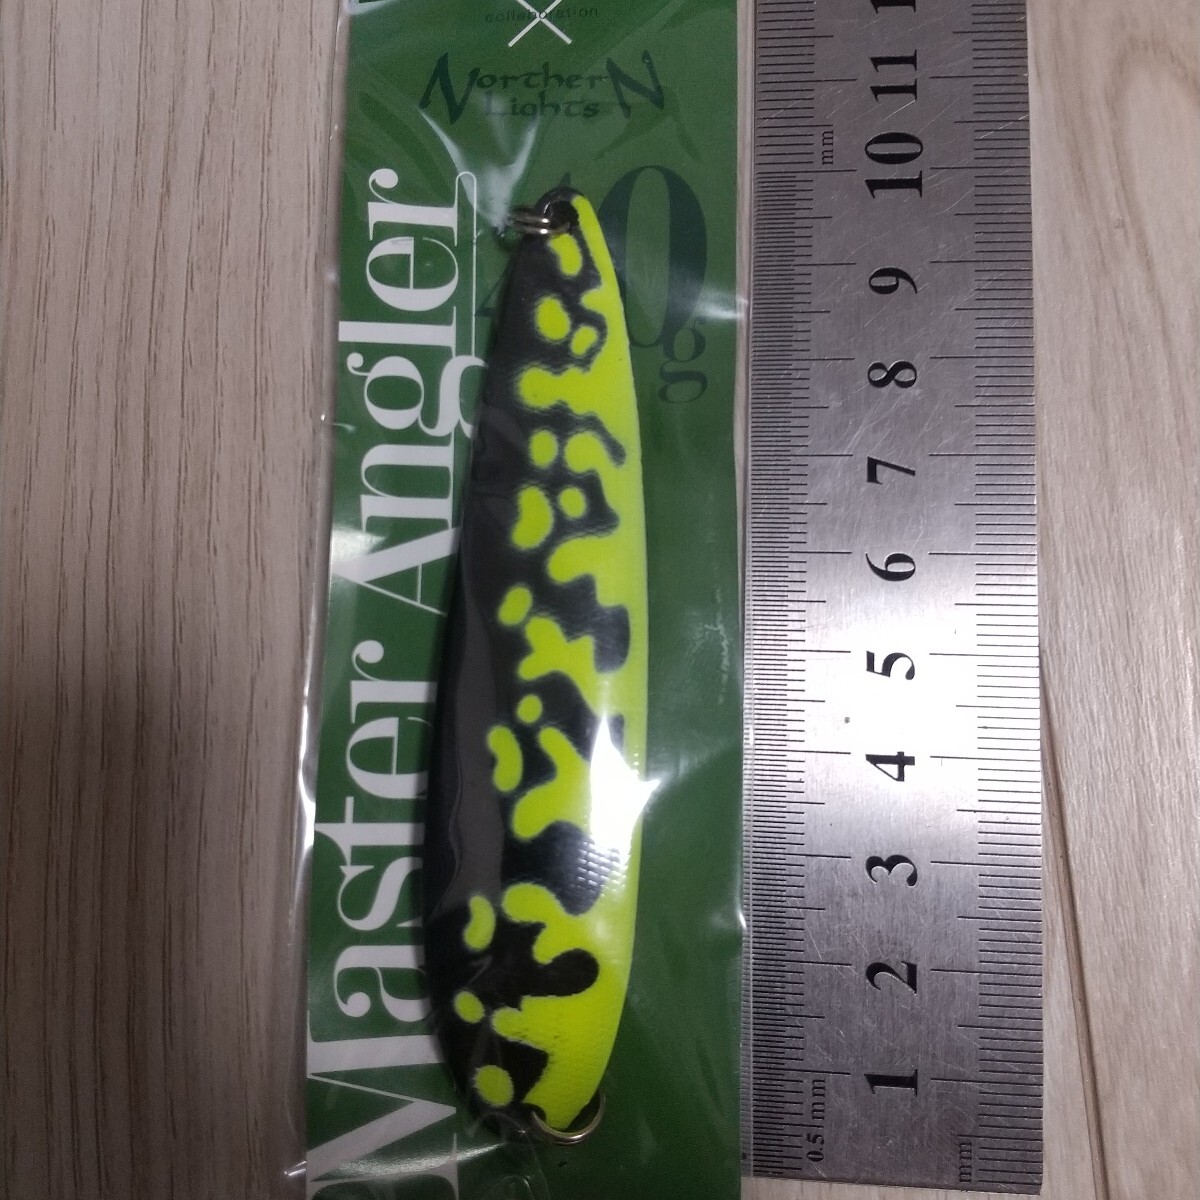 collaboration
Northern
Lights
40g
Master Angler
11
mm
10
9
8
7
6
5
4
3
2
1
0.5mm
mm